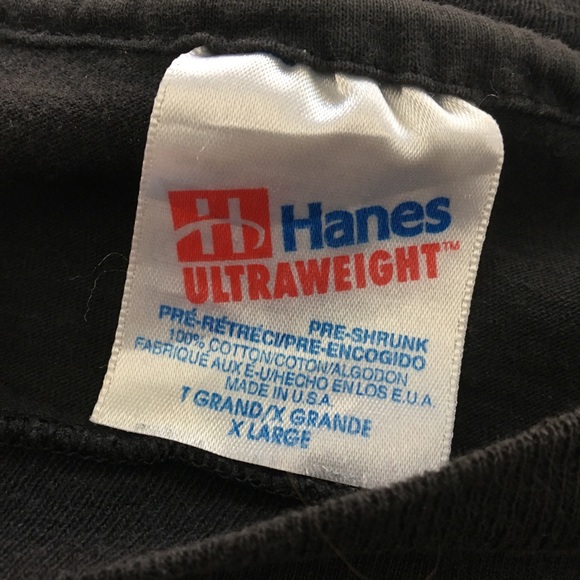 H Hanes
ULTRAWEIGHT™
PRE-SHRUNK
PRÉ-RÉTRÉCI/PRE-ENCOGIDO
100% COTTON/COTON/ALGODON
FABRIQUÉ AUX E-U/HECHO EN LOS E.U.A.
MADE IN U.S.A.
T GRAND/X GRANDE
X LARGE